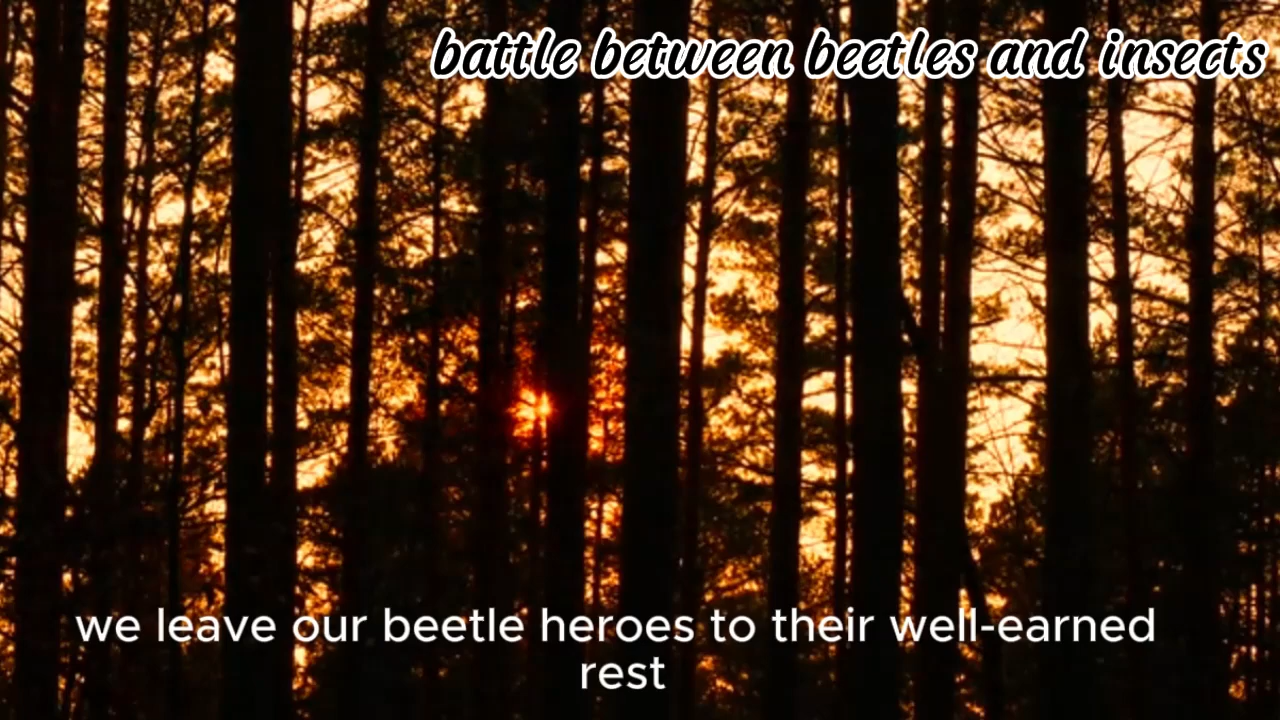 battle between beetles and insects
we leave our beetle heroes to their well-earned
rest